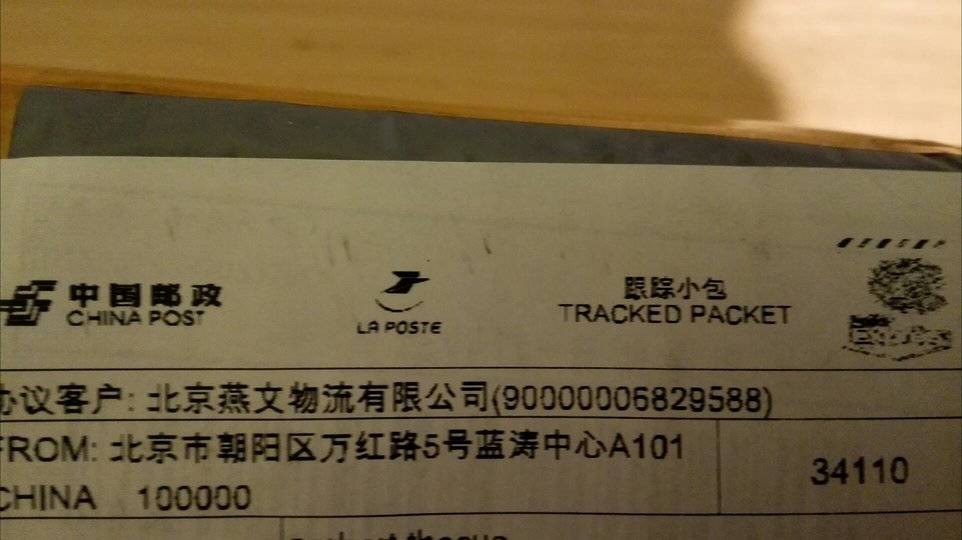 中国邮政
CHINA POST
LA POSTE
跟踪小包
TRACKED PACKET
协议客户: 北京燕文物流有限公司(90000006829588)
FROM: 北京市朝阳区万红路5号蓝涛中心A101
CHINA 100000
34110